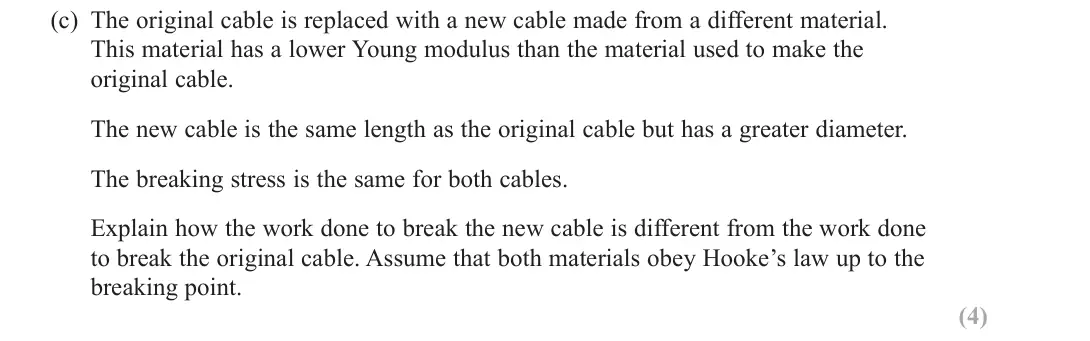 (c) The original cable is replaced with a new cable made from a different material.
This material has a lower Young modulus than the material used to make the
original cable.
The new cable is the same length as the original cable but has a greater diameter.
The breaking stress is the same for both cables.
Explain how the work done to break the new cable is different from the work done
to break the original cable. Assume that both materials obey Hooke’s law up to the
breaking point.
(4)